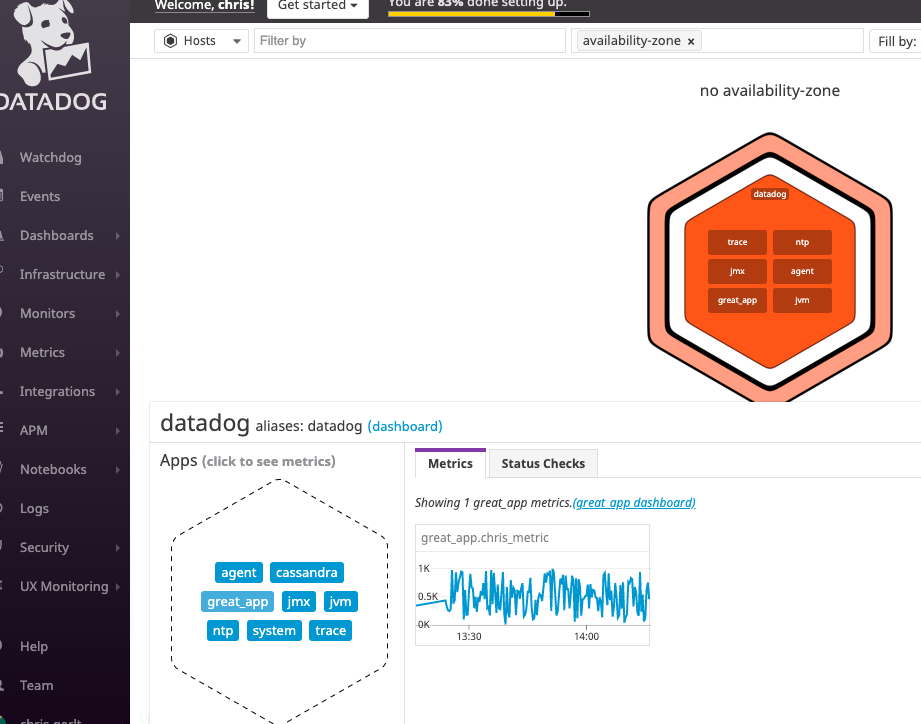 Welcome, chris!
Get started
You are 83% done setting up.
DATADOG
Hosts
Filter by
availability-zone ×
Fill by:
no availability-zone
datadog
trace ntp
jmx agent
great_app jvm
Watchdog
Events
Dashboards
Infrastructure
Monitors
Metrics
Integrations
APM
Notebooks
Logs
Security
UX Monitoring
Help
Team
chris gerlt
datadog aliases: datadog (dashboard)
Apps (click to see metrics)
agent cassandra
great_app jmx jvm
ntp system trace
Metrics Status Checks
Showing 1 great_app metrics.(great_app dashboard)
great_app.chris_metric
1K
0.5K
0K
13:30 14:00